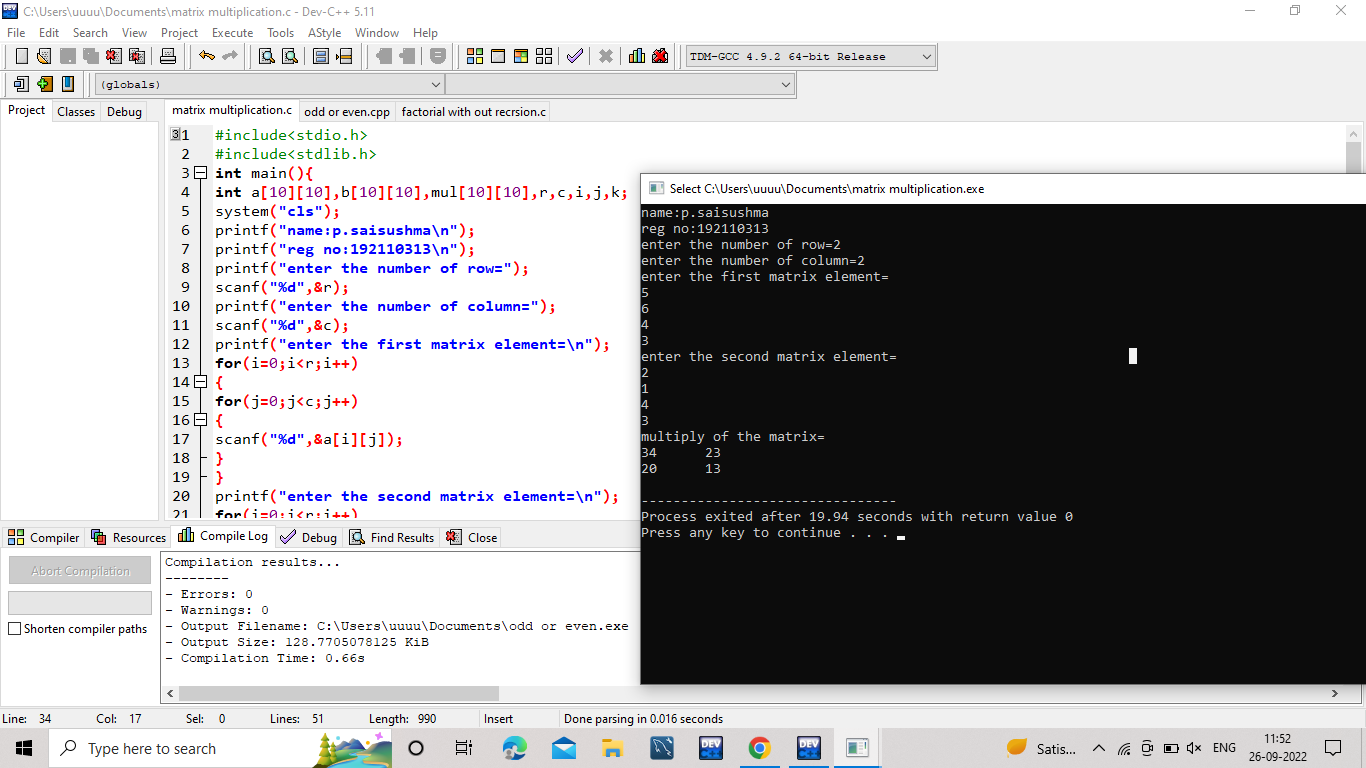 C:\Users\uuuu\Documents\matrix multiplication.c - Dev-C++ 5.11
File Edit Search View Project Execute Tools AStyle Window Help
TDM-GCC 4.9.2 64-bit Release
(globals)
Project Classes Debug
matrix multiplication.c odd or even.cpp factorial with out recrsion.c
1 #include<stdio.h>
2 #include<stdlib.h>
3 int main(){
4 int a[10][10],b[10][10],mul[10][10],r,c,i,j,k;
5 system("cls");
6 printf("name:p.saisushma\n");
7 printf("reg no:192110313\n");
8 printf("enter the number of row=");
9 scanf("%d",&r);
10 printf("enter the number of column=");
11 scanf("%d",&c);
12 printf("enter the first matrix element=\n");
13 for(i=0;i<r;i++)
14 {
15 for(j=0;j<c;j++)
16 {
17 scanf("%d",&a[i][j]);
18 }
19 }
20 printf("enter the second matrix element=\n");
21 for(i=0;i<r;i++)
Select C:\Users\uuuu\Documents\matrix multiplication.exe
name:p.saisushma
reg no:192110313
enter the number of row=2
enter the number of column=2
enter the first matrix element=
5
6
4
3
enter the second matrix element=
2
1
4
3
multiply of the matrix=
34 23
20 13
--------------------------------
Process exited after 19.94 seconds with return value 0
Press any key to continue . . .
Compiler Resources Compile Log Debug Find Results Close
Abort Compilation
Shorten compiler paths
Compilation results...
--------
- Errors: 0
- Warnings: 0
- Output Filename: C:\Users\uuuu\Documents\odd or even.exe
- Output Size: 128.7705078125 KiB
- Compilation Time: 0.66s
Line: 34 Col: 17 Sel: 0 Lines: 51 Length: 990 Insert Done parsing in 0.016 seconds
Type here to search
DEV C++
DEV C++
Satis...
ENG
11:52
26-09-2022